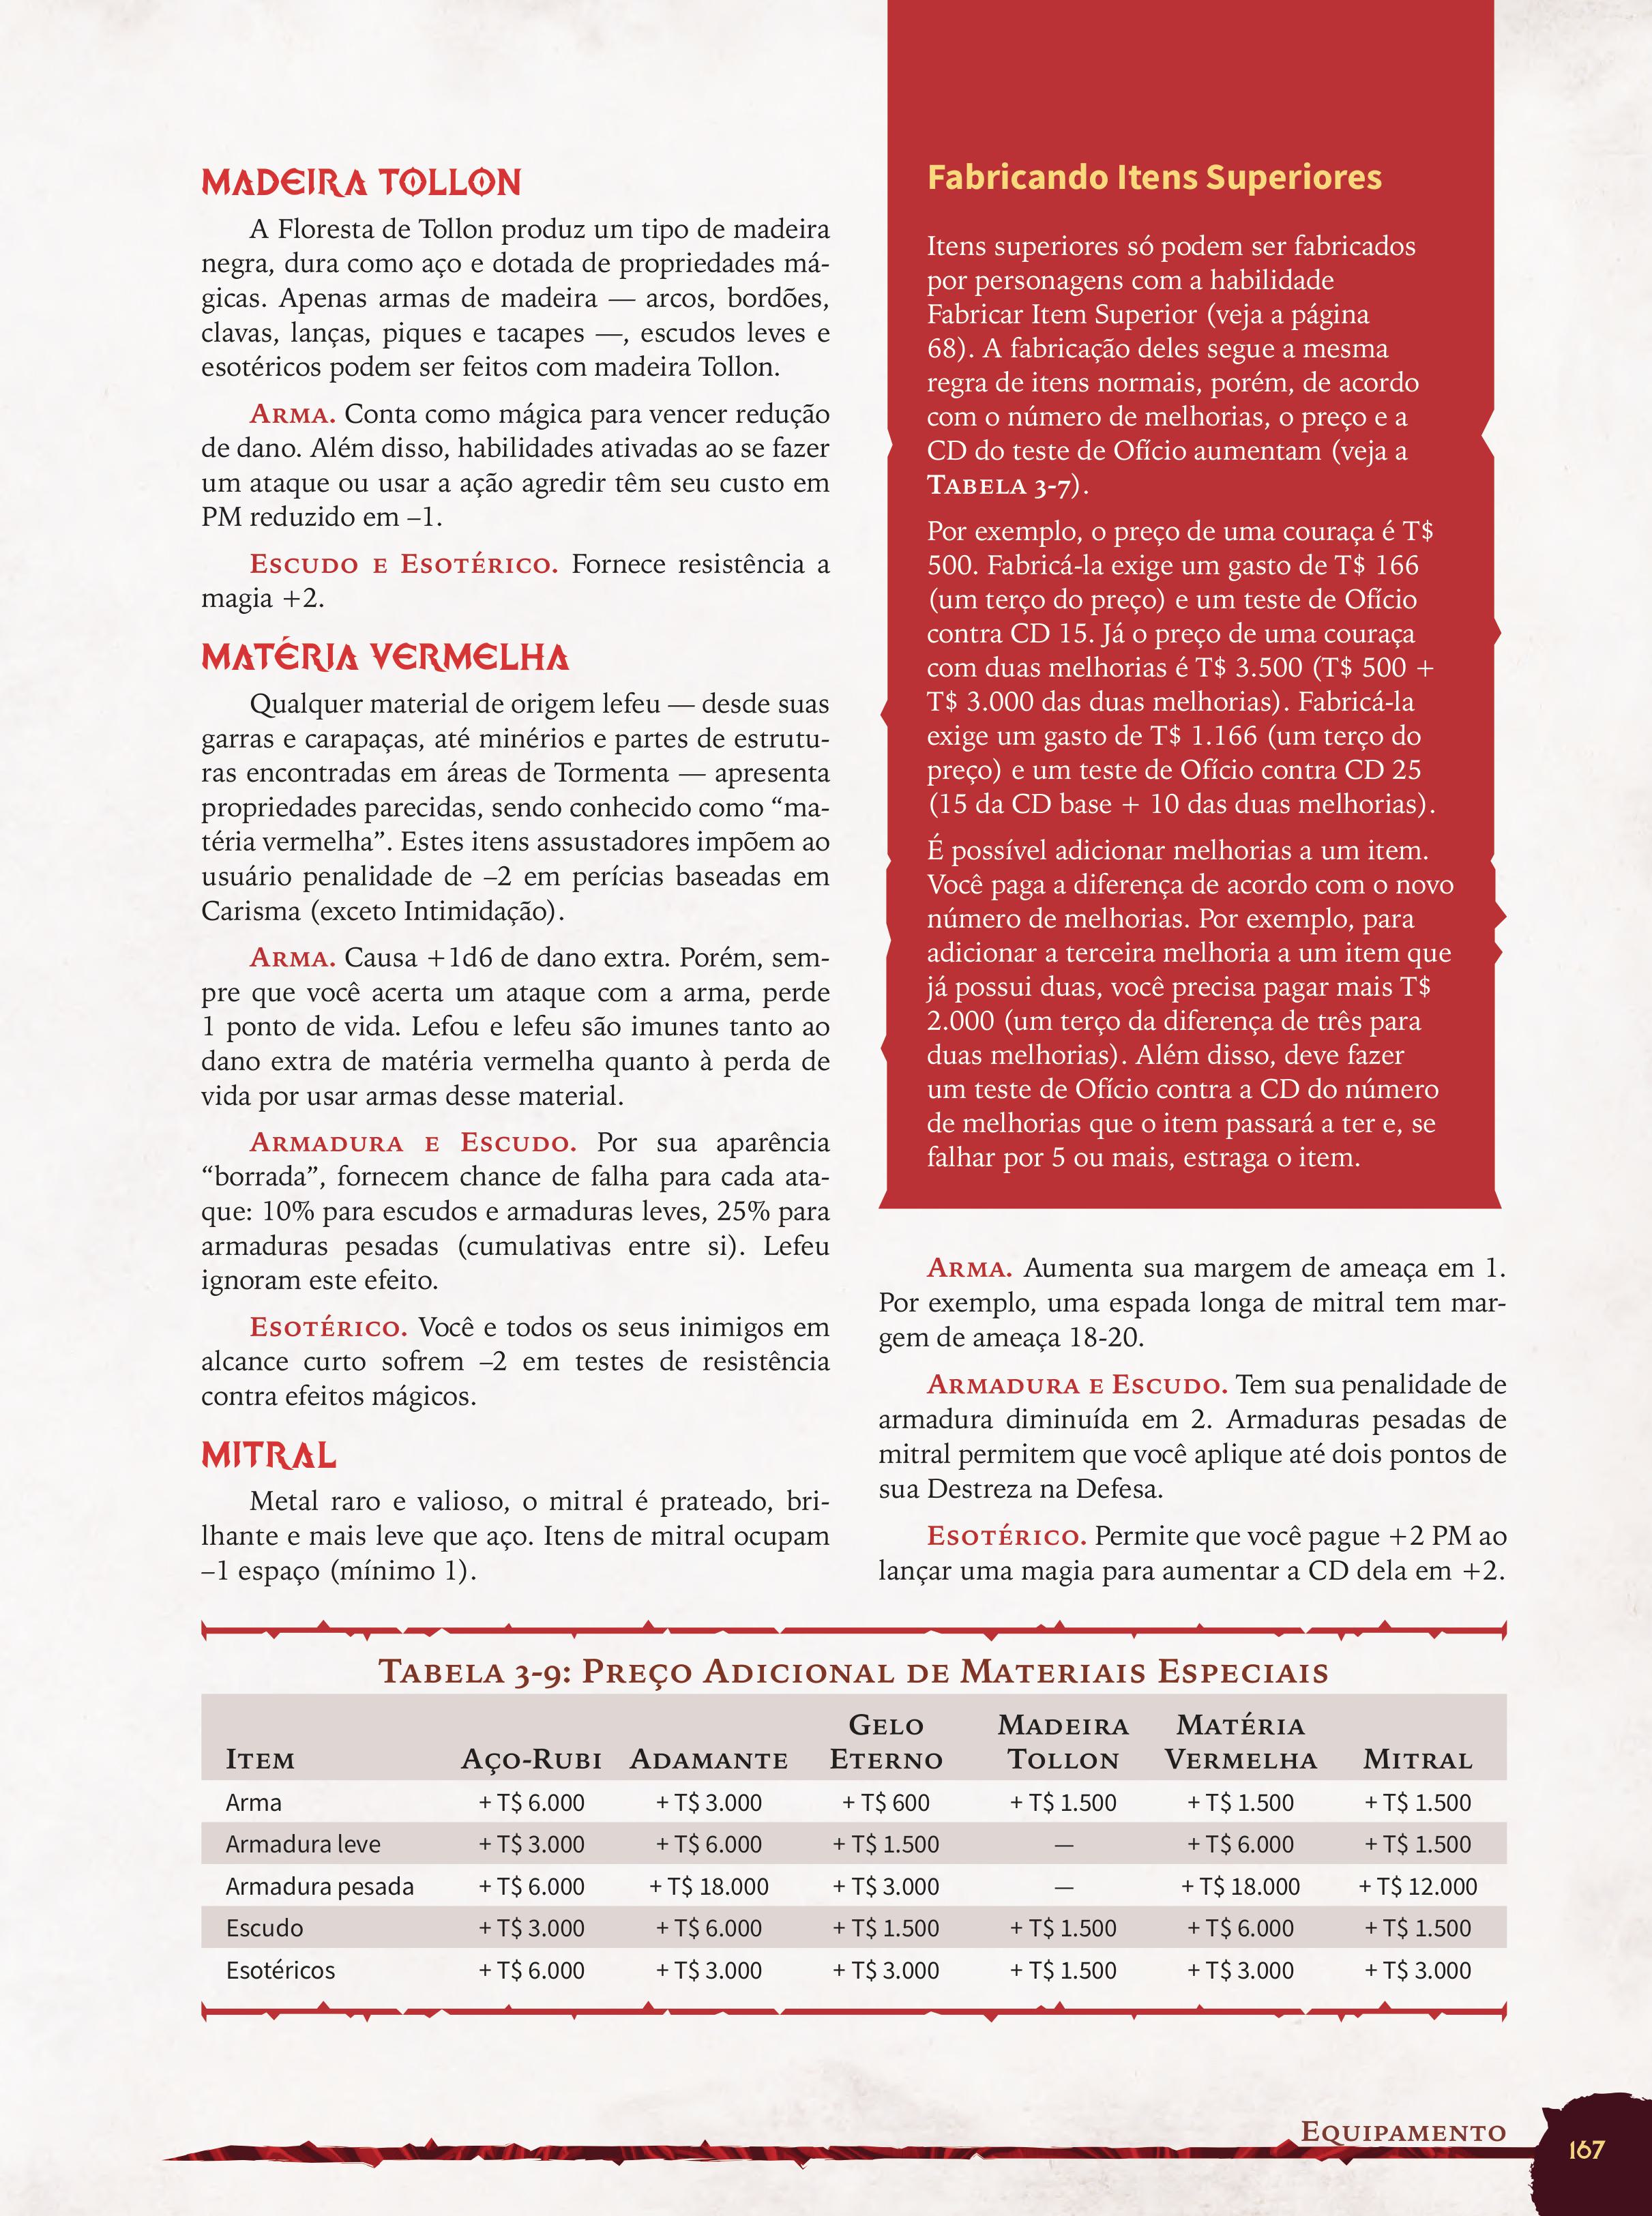 MADEIRA TOLLON
A Floresta de Tollon produz um tipo de madeira
negra, dura como aço e dotada de propriedades má-
gicas. Apenas armas de madeira — arcos, bordões,
clavas, lanças, piques e tacapes —, escudos leves e
esotéricos podem ser feitos com madeira Tollon.
ARMA. Conta como mágica para vencer redução
de dano. Além disso, habilidades ativadas ao se fazer
um ataque ou usar a ação agredir têm seu custo em
PM reduzido em –1.
ESCUDO E ESOTÉRICO. Fornece resistência a
magia +2.
MATÉRIA VERMELHA
Qualquer material de origem lefeu — desde suas
garras e carapaças, até minérios e partes de estrutu-
ras encontradas em áreas de Tormenta — apresenta
propriedades parecidas, sendo conhecido como “ma-
téria vermelha”. Estes itens assustadores impõem ao
usuário penalidade de –2 em perícias baseadas em
Carisma (exceto Intimidação).
ARMA. Causa +1d6 de dano extra. Porém, sem-
pre que você acerta um ataque com a arma, perde
1 ponto de vida. Lefou e lefeu são imunes tanto ao
dano extra de matéria vermelha quanto à perda de
vida por usar armas desse material.
ARMADURA E ESCUDO. Por sua aparência
“borrada”, fornecem chance de falha para cada ata-
que: 10% para escudos e armaduras leves, 25% para
armaduras pesadas (cumulativas entre si). Lefeu
ignoram este efeito.
ESOTÉRICO. Você e todos os seus inimigos em
alcance curto sofrem –2 em testes de resistência
contra efeitos mágicos.
MITRAL
Metal raro e valioso, o mitral é prateado, bri-
lhante e mais leve que aço. Itens de mitral ocupam
–1 espaço (mínimo 1).
Fabricando Itens Superiores
Itens superiores só podem ser fabricados
por personagens com a habilidade
Fabricar Item Superior (veja a página
68). A fabricação deles segue a mesma
regra de itens normais, porém, de acordo
com o número de melhorias, o preço e a
CD do teste de Ofício aumentam (veja a
TABELA 3-7).
Por exemplo, o preço de uma couraça é T$
500. Fabricá-la exige um gasto de T$ 166
(um terço do preço) e um teste de Ofício
contra CD 15. Já o preço de uma couraça
com duas melhorias é T$ 3.500 (T$ 500 +
T$ 3.000 das duas melhorias). Fabricá-la
exige um gasto de T$ 1.166 (um terço do
preço) e um teste de Ofício contra CD 25
(15 da CD base + 10 das duas melhorias).
É possível adicionar melhorias a um item.
Você paga a diferença de acordo com o novo
número de melhorias. Por exemplo, para
adicionar a terceira melhoria a um item que
já possui duas, você precisa pagar mais T$
2.000 (um terço da diferença de três para
duas melhorias). Além disso, deve fazer
um teste de Ofício contra a CD do número
de melhorias que o item passará a ter e, se
falhar por 5 ou mais, estraga o item.
ARMA. Aumenta sua margem de ameaça em 1.
Por exemplo, uma espada longa de mitral tem mar-
gem de ameaça 18-20.
ARMADURA E ESCUDO. Tem sua penalidade de
armadura diminuída em 2. Armaduras pesadas de
mitral permitem que você aplique até dois pontos de
sua Destreza na Defesa.
ESOTÉRICO. Permite que você pague +2 PM ao
lançar uma magia para aumentar a CD dela em +2.
TABELA 3-9: PREÇO ADICIONAL DE MATERIAIS ESPECIAIS
ITEM AÇO-RUBI ADAMANTE GELO ETERNO MADEIRA TOLLON MATÉRIA VERMELHA MITRAL
Arma + T$ 6.000 + T$ 3.000 + T$ 600 + T$ 1.500 + T$ 1.500 + T$ 1.500
Armadura leve + T$ 3.000 + T$ 6.000 + T$ 1.500 — + T$ 6.000 + T$ 1.500
Armadura pesada + T$ 6.000 + T$ 18.000 + T$ 3.000 — + T$ 18.000 + T$ 12.000
Escudo + T$ 3.000 + T$ 6.000 + T$ 1.500 + T$ 1.500 + T$ 6.000 + T$ 1.500
Esotéricos + T$ 6.000 + T$ 3.000 + T$ 3.000 + T$ 1.500 + T$ 3.000 + T$ 3.000
EQUIPAMENTO
167